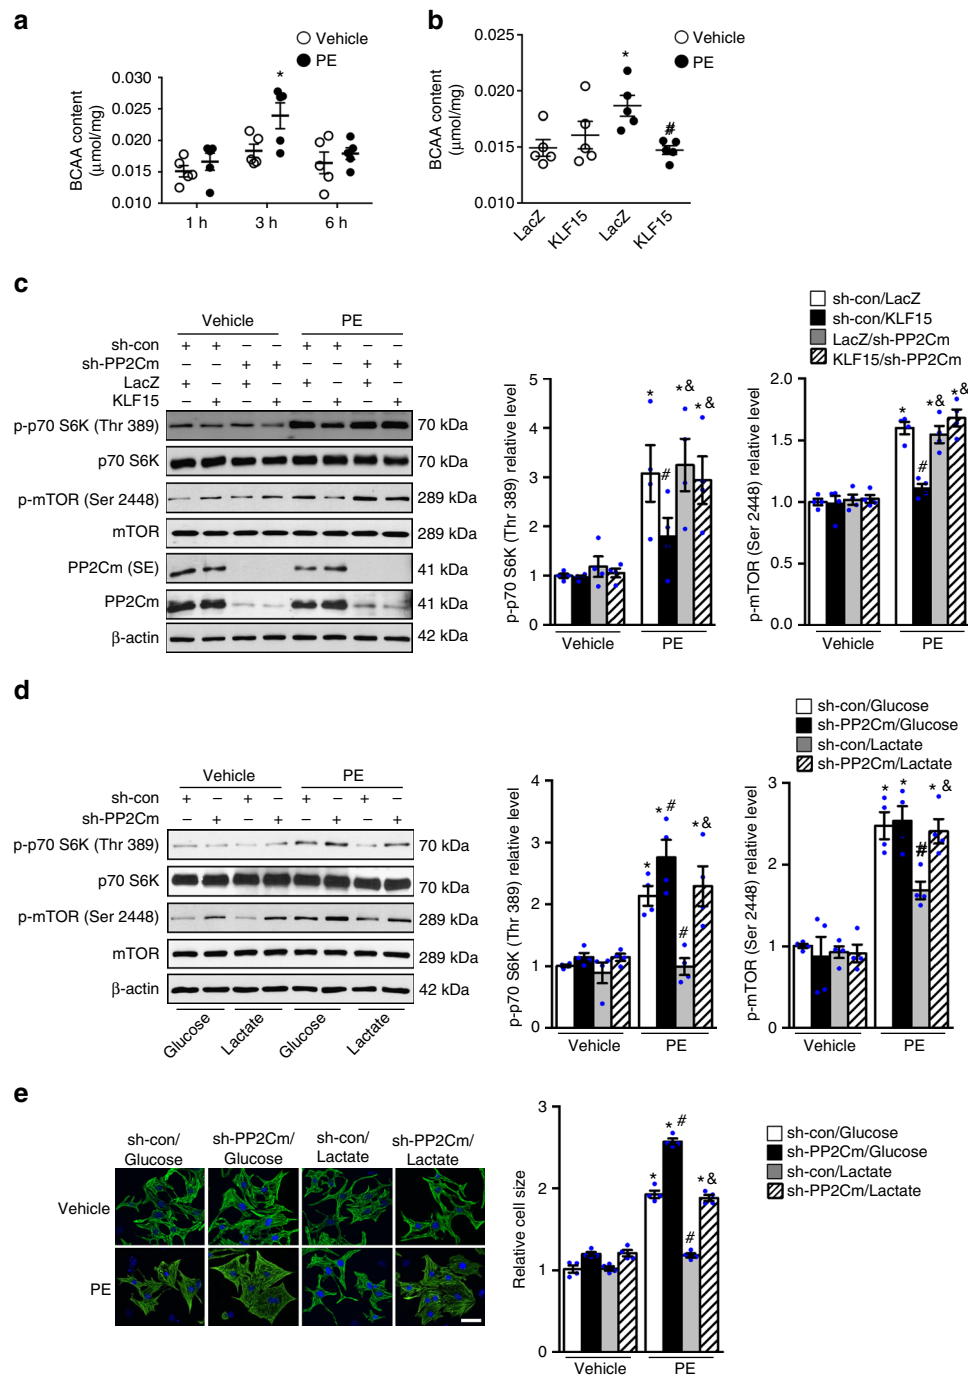 a
Vehicle
PE
BCAA content
(μmol/mg)
0.030
0.025
0.020
0.015
0.010
*
1 h
3 h
6 h
b
Vehicle
PE
BCAA content
(μmol/mg)
0.025
0.020
0.015
0.010
*
#
LacZ
KLF15
LacZ
KLF15
c
Vehicle
PE
sh-con + + – – + + – –
sh-PP2Cm – – + + – – + +
LacZ + – + – + – + –
KLF15 – + – + – + – +
p-p70 S6K (Thr 389) 70 kDa
p70 S6K 70 kDa
p-mTOR (Ser 2448) 289 kDa
mTOR 289 kDa
PP2Cm (SE) 41 kDa
PP2Cm 41 kDa
β-actin 42 kDa
p-p70 S6K (Thr 389) relative level
5
4
3
2
1
0
* # *& *&
Vehicle
PE
sh-con/LacZ
sh-con/KLF15
LacZ/sh-PP2Cm
KLF15/sh-PP2Cm
p-mTOR (Ser 2448) relative level
2.0
1.5
1.0
0.5
0.0
* # *& *&
Vehicle
PE
d
Vehicle
PE
sh-con + – + – + – + –
sh-PP2Cm – + – + – + – +
p-p70 S6K (Thr 389) 70 kDa
p70 S6K 70 kDa
p-mTOR (Ser 2448) 289 kDa
mTOR 289 kDa
β-actin 42 kDa
Glucose
Lactate
Glucose
Lactate
p-p70 S6K (Thr 389) relative level
4
3
2
1
0
* * # # *&
Vehicle
PE
sh-con/Glucose
sh-PP2Cm/Glucose
sh-con/Lactate
sh-PP2Cm/Lactate
p-mTOR (Ser 2448) relative level
3
2
1
0
* * # * &
Vehicle
PE
e
sh-con/
Glucose
sh-PP2Cm/
Glucose
sh-con/
Lactate
sh-PP2Cm/
Lactate
Vehicle
PE
Relative cell size
3
2
1
0
* * # # *&
Vehicle
PE
sh-con/Glucose
sh-PP2Cm/Glucose
sh-con/Lactate
sh-PP2Cm/Lactate